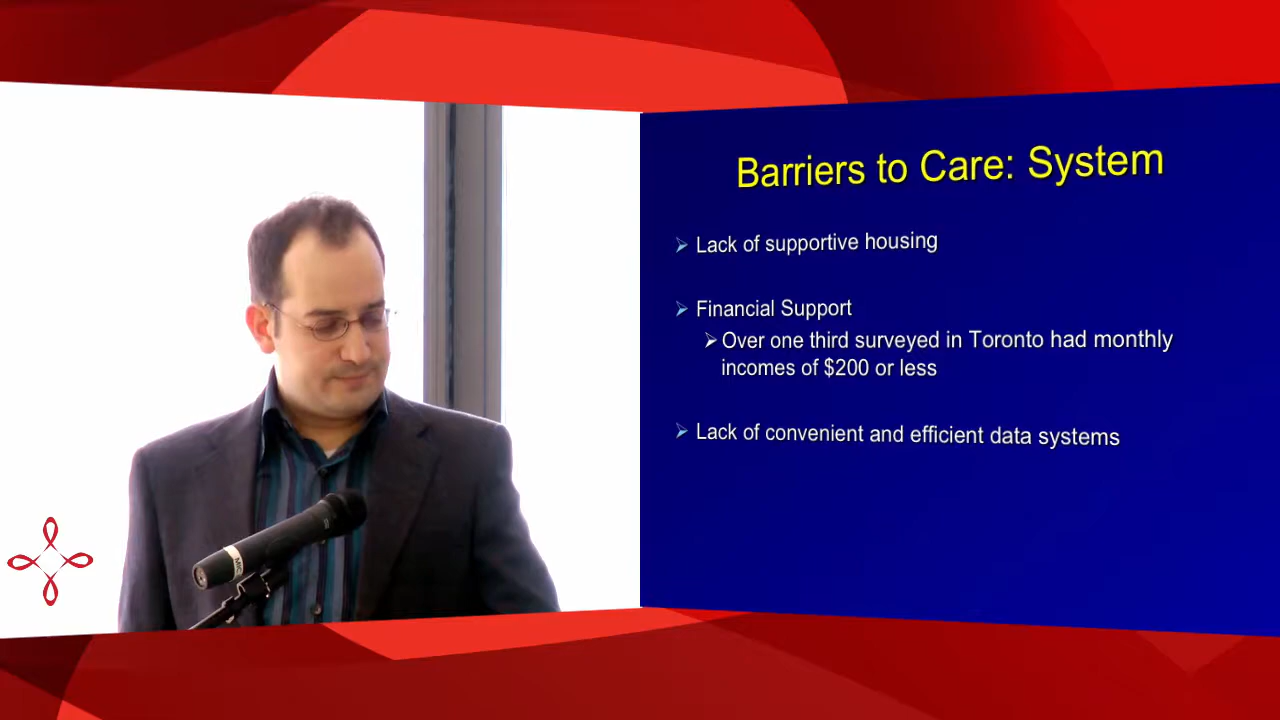 Barriers to Care: System
➢ Lack of supportive housing
➢ Financial Support
➢ Over one third surveyed in Toronto had monthly
incomes of $200 or less
➢ Lack of convenient and efficient data systems